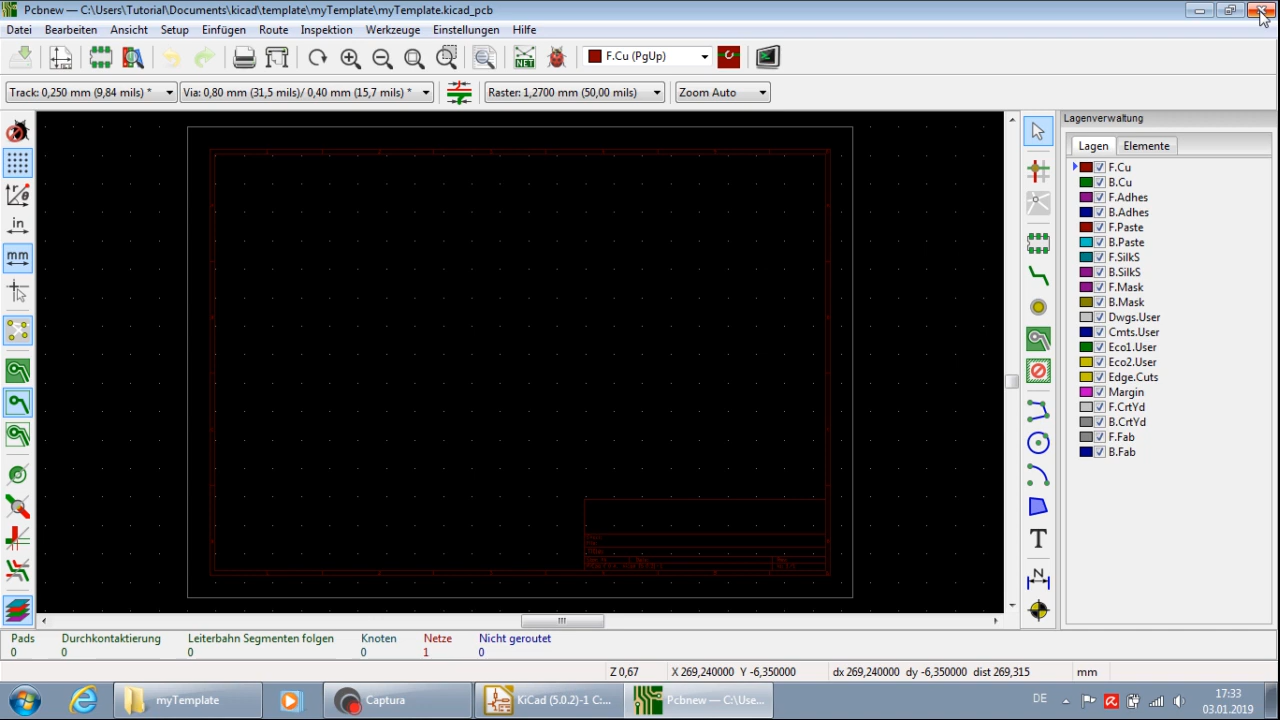 Pcbnew — C:\Users\Tutorial\Documents\kicad\template\myTemplate\myTemplate.kicad_pcb
Datei Bearbeiten Ansicht Setup Einfügen Route Inspektion Werkzeuge Einstellungen Hilfe
NET F.Cu (PgUp)
Track: 0,250 mm (9,84 mils) * Via: 0,80 mm (31,5 mils)/ 0,40 mm (15,7 mils) * Raster: 1,2700 mm (50,00 mils) Zoom Auto
Lagenverwaltung
Lagen Elemente
F.Cu
B.Cu
F.Adhes
B.Adhes
F.Paste
B.Paste
F.SilkS
B.SilkS
F.Mask
B.Mask
Dwgs.User
Cmts.User
Eco1.User
Eco2.User
Edge.Cuts
Margin
F.CrtYd
B.CrtYd
F.Fab
B.Fab
in
mm
T
N
Pads Durchkontaktierung Leiterbahn Segmenten folgen Knoten Netze Nicht geroutet
0 0 0 0 1 0
Z 0,67 X 269,240000 Y -6,350000 dx 269,240000 dy -6,350000 dist 269,315 mm
myTemplate Captura KiCad (5.0.2)-1 C:... Pcbnew — C:\Use... DE 17:33
03.01.2019